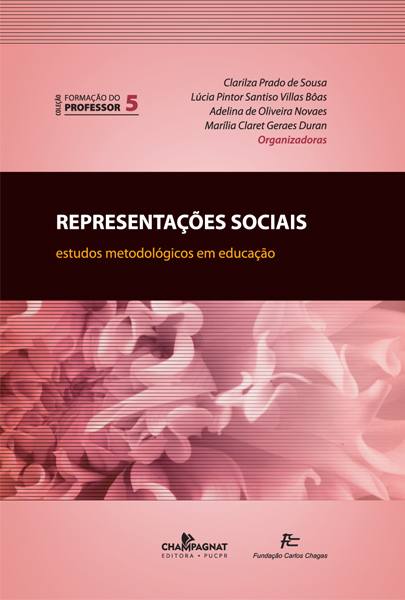 COLEÇÃO
FORMAÇÃO DO
PROFESSOR 5
Clarilza Prado de Sousa
Lúcia Pintor Santiso Villas Bôas
Adelina de Oliveira Novaes
Marília Claret Geraes Duran
Organizadoras
REPRESENTAÇÕES SOCIAIS
estudos metodológicos em educação
CHAMPAGNAT
EDITORA • PUCPR
FCC
Fundação Carlos Chagas